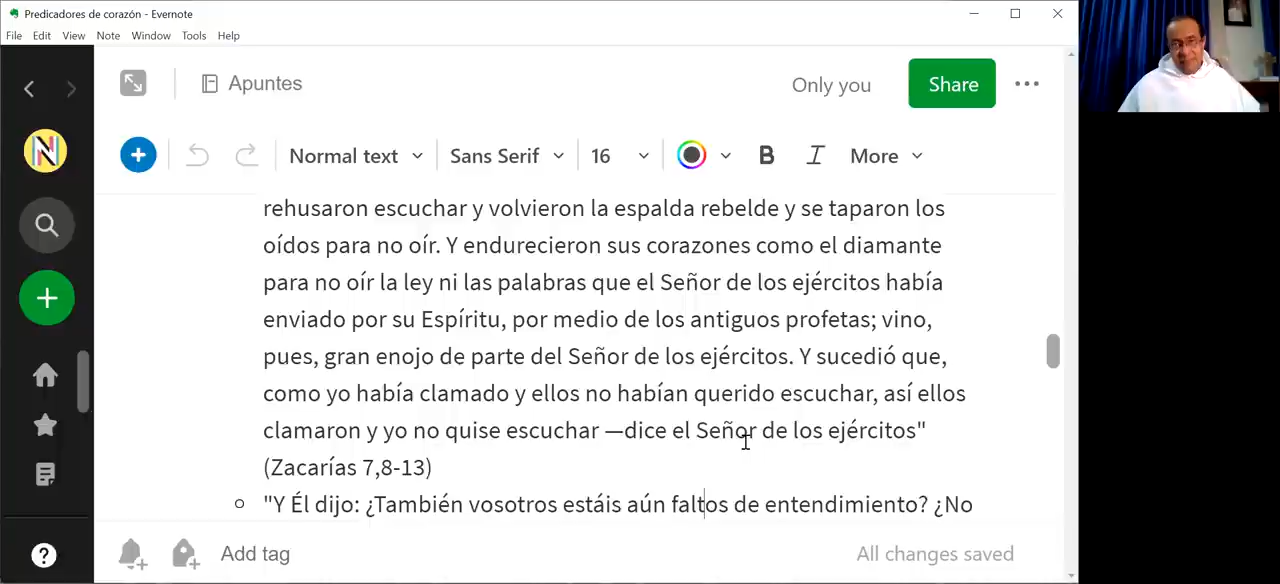 Predicadores de corazón - Evernote
File Edit View Note Window Tools Help
Apuntes
Only you
Share
Normal text
Sans Serif
16
B
I
More
rehusaron escuchar y volvieron la espalda rebelde y se taparon los
oídos para no oír. Y endurecieron sus corazones como el diamante
para no oír la ley ni las palabras que el Señor de los ejércitos había
enviado por su Espíritu, por medio de los antiguos profetas; vino,
pues, gran enojo de parte del Señor de los ejércitos. Y sucedió que,
como yo había clamado y ellos no habían querido escuchar, así ellos
clamaron y yo no quise escuchar —dice el Señor de los ejércitos"
(Zacarías 7,8-13)
"Y Él dijo: ¿También vosotros estáis aún faltos de entendimiento? ¿No
Add tag
All changes saved
N
?